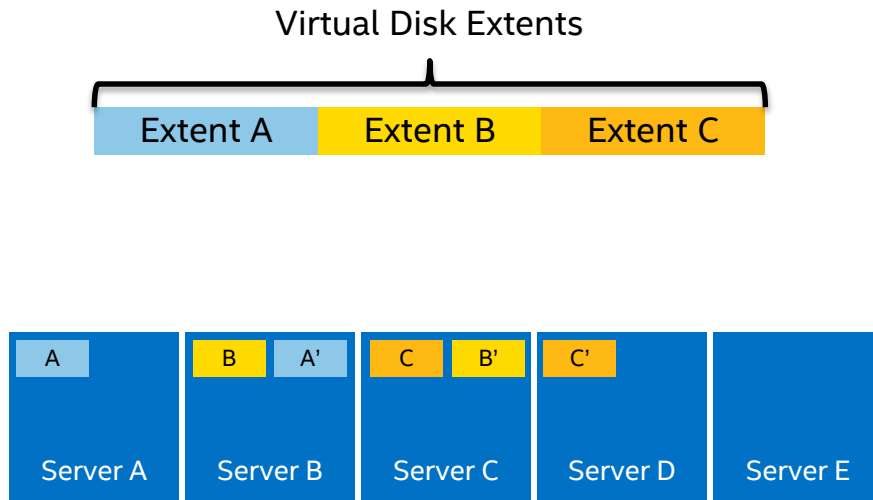 Virtual Disk Extents
Extent A Extent B Extent C
A B A’ C B’ C’
Server A Server B Server C Server D Server E